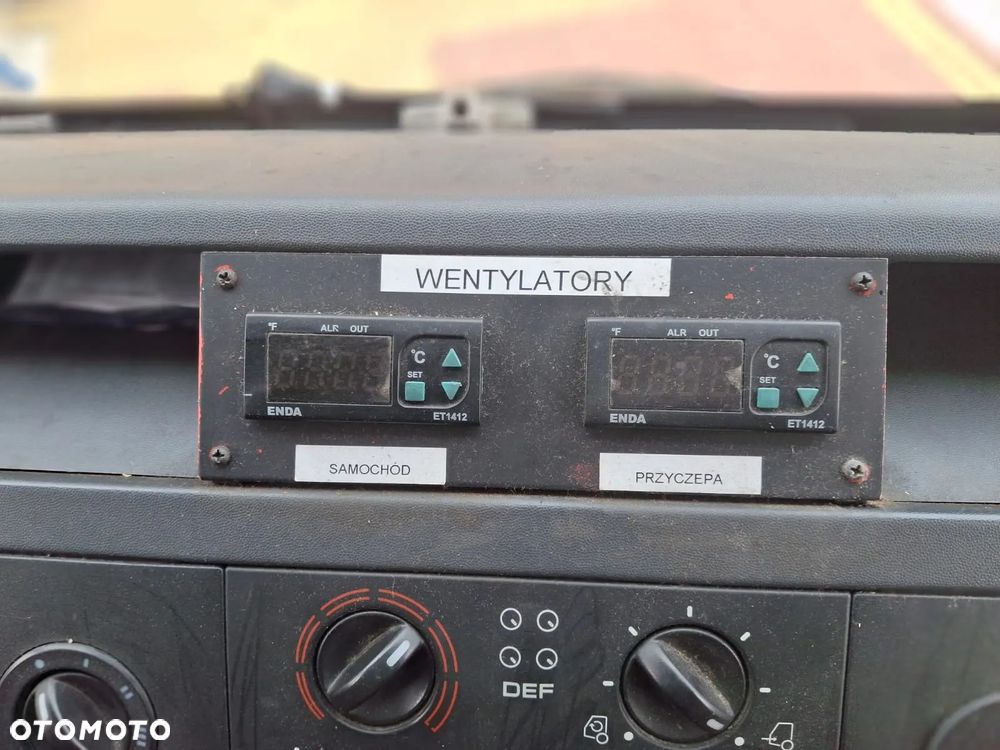 WENTYLATORY
°F ALR OUT
°C
SET
ENDA
ET1412
°F ALR OUT
°C
SET
ENDA
ET1412
SAMOCHÓD
PRZYCZEPA
DEF
OTOMOTO